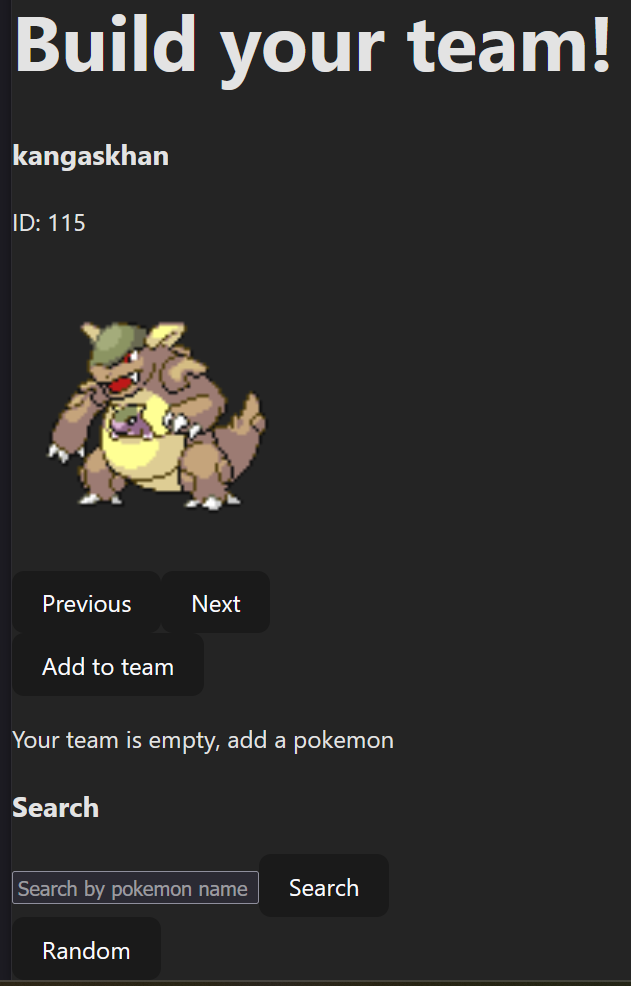 Build your team!
kangaskhan
ID: 115
Previous Next
Add to team
Your team is empty, add a pokemon
Search
Search by pokemon name Search
Random